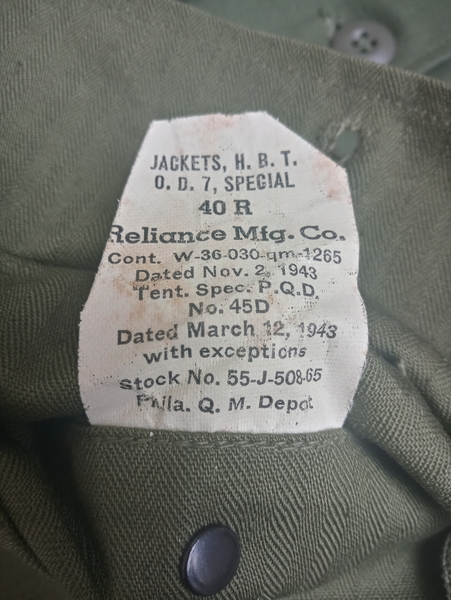 JACKETS, H. B. T.
O. D. 7, SPECIAL
40 R
Reliance Mfg. Co.
Cont. W-36-030-qm-1265
Dated Nov. 2, 1943
Tent. Spec. P.Q.D.
No. 45D
Dated March 12, 1943
with exceptions
Stock No. 55-J-508-65
Phila. Q. M. Depot